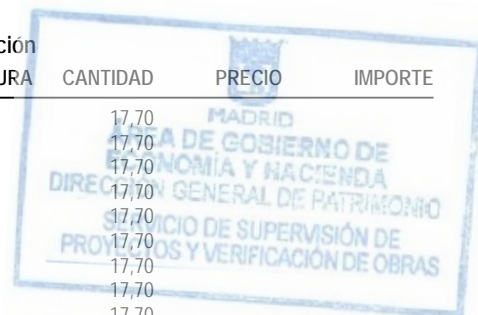 ción
URA CANTIDAD PRECIO IMPORTE
17,70
17,70
17,70
17,70
17,70
17,70
17,70
17,70
17,70
MADRID
ÁREA DE GOBIERNO DE
ECONOMÍA Y HACIENDA
DIRECCIÓN GENERAL DE PATRIMONIO
SERVICIO DE SUPERVISIÓN DE
PROYECTOS Y VERIFICACIÓN DE OBRAS